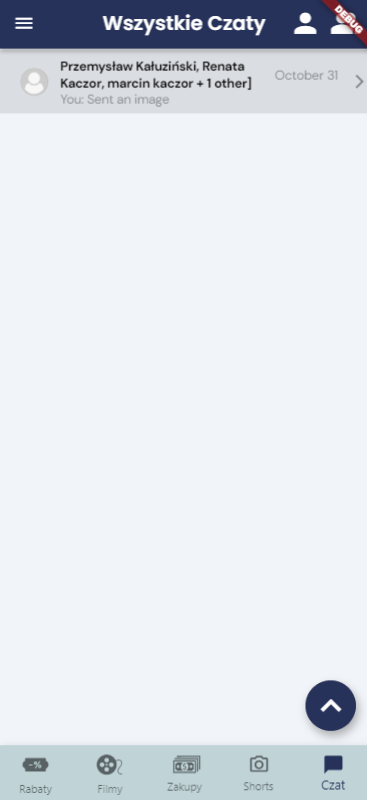 Wszystkie Czaty
DEBUG
Przemysław Kałuziński, Renata
Kaczor, marcin kaczor + 1 other]
October 31
You: Sent an image
-%
Rabaty
Filmy
Zakupy
Shorts
Czat